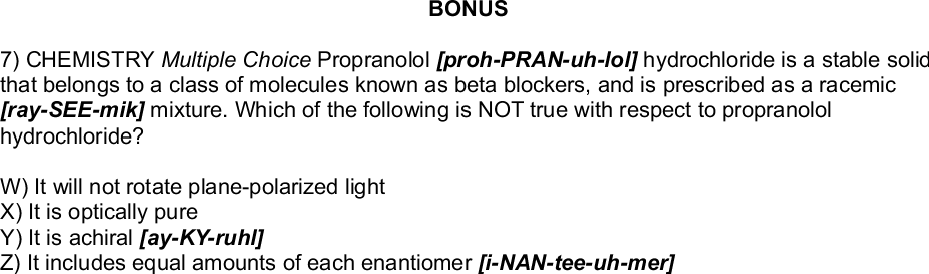 BONUS
7) CHEMISTRY Multiple Choice Propranolol [proh-PRAN-uh-lol] hydrochloride is a stable solid
that belongs to a class of molecules known as beta blockers, and is prescribed as a racemic
[ray-SEE-mik] mixture. Which of the following is NOT true with respect to propranolol
hydrochloride?
W) It will not rotate plane-polarized light
X) It is optically pure
Y) It is achiral [ay-KY-ruhl]
Z) It includes equal amounts of each enantiomer [i-NAN-tee-uh-mer]